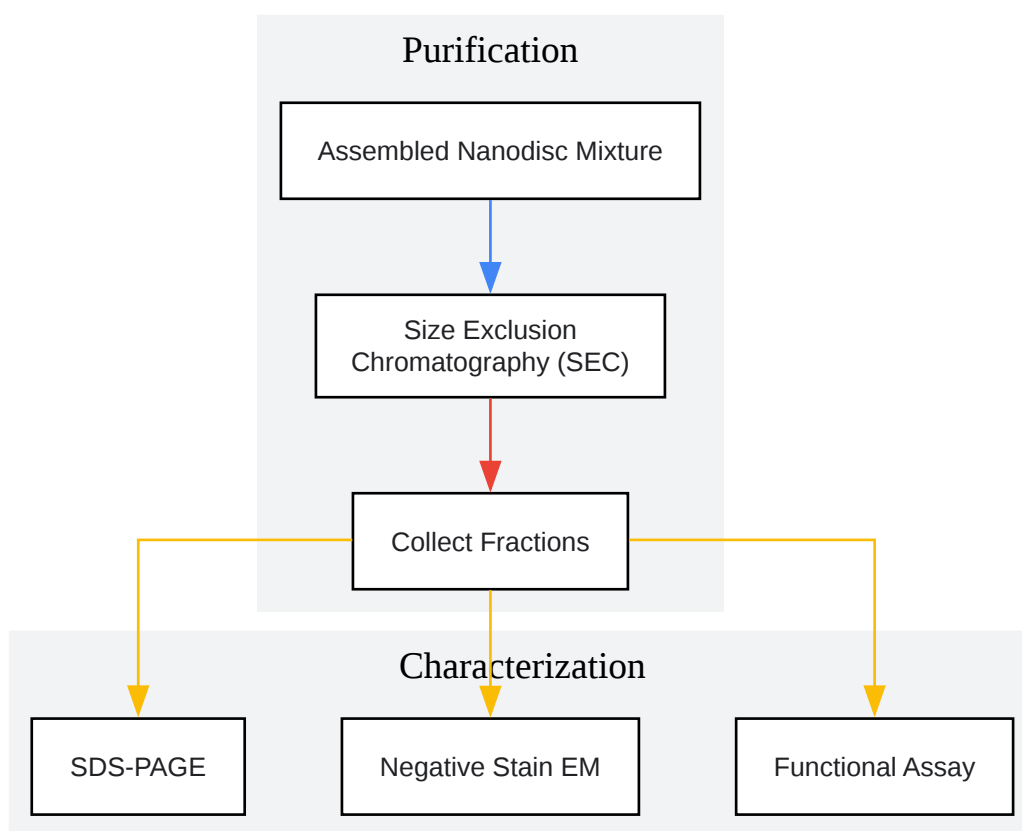 Purification
Assembled Nanodisc Mixture
Size Exclusion
Chromatography (SEC)
Collect Fractions
Characterization
SDS-PAGE
Negative Stain EM
Functional Assay